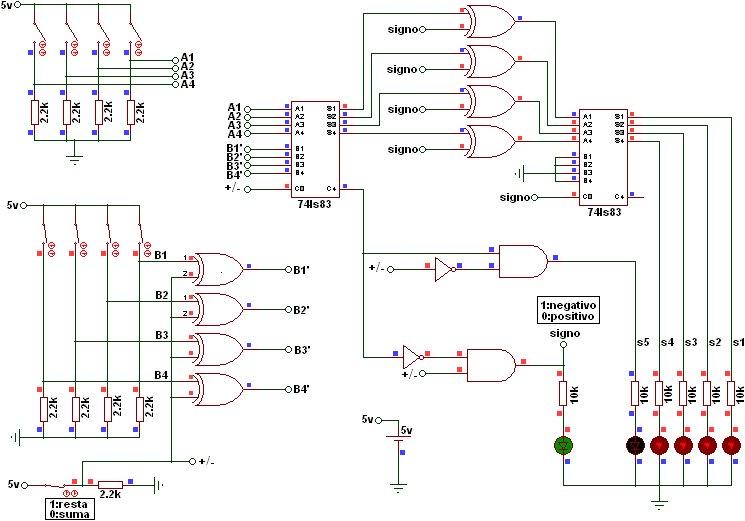 5v
A1
A2
A3
A4
2.2k
2.2k
2.2k
2.2k
signo
signo
signo
signo
A1
A2
A3
A4
B1'
B2'
B3'
B4'
+/-
A1 S1
A2 S2
A3 S3
A4 S4
B1
B2
B3
B4
C0 C4
74ls83
A1 S1
A2 S2
A3 S3
A4 S4
B1
B2
B3
B4
C0 C4
74ls83
signo
5v
B1
1
2
B1'
B2
1
2
B2'
B3
B3'
B4
B4'
2.2k
2.2k
2.2k
2.2k
+/-
+/-
1:negativo
0:positivo
signo
s5 s4 s3 s2 s1
10k
10k
10k
10k
10k
10k
5v
5v
5v
2.2k
+/-
1:resta
0:suma